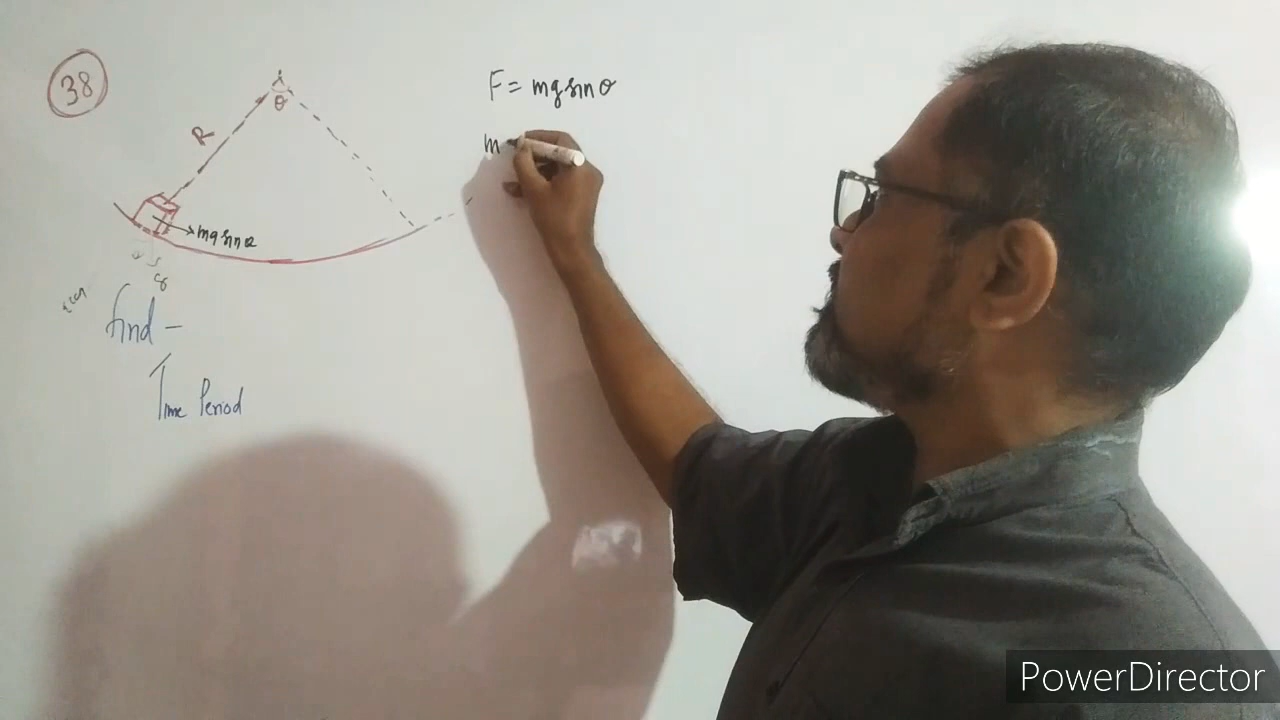 38
θ
R
mg sin θ
find -
Time Period
F = mg sin θ
m
PowerDirector